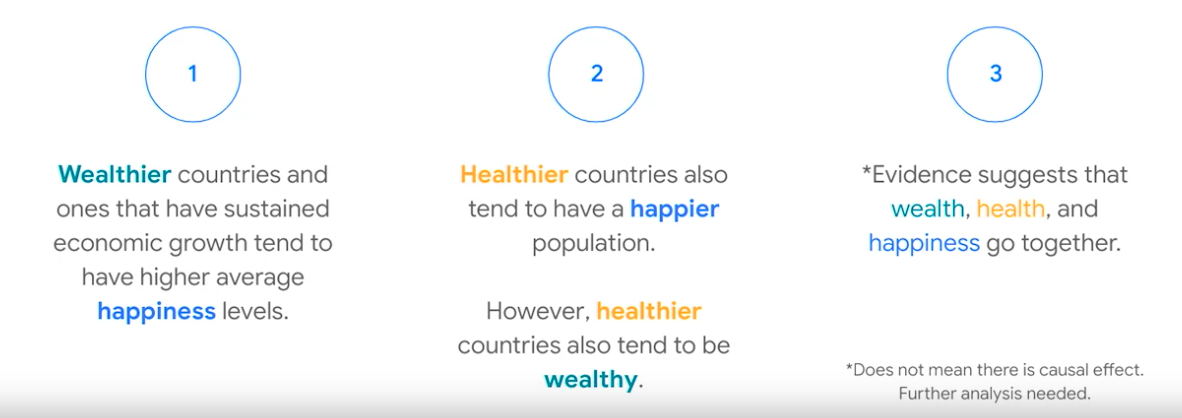 1
Wealthier countries and
ones that have sustained
economic growth tend to
have higher average
happiness levels.
2
Healthier countries also
tend to have a happier
population.
However, healthier
countries also tend to be
wealthy.
3
*Evidence suggests that
wealth, health, and
happiness go together.
*Does not mean there is causal effect.
Further analysis needed.